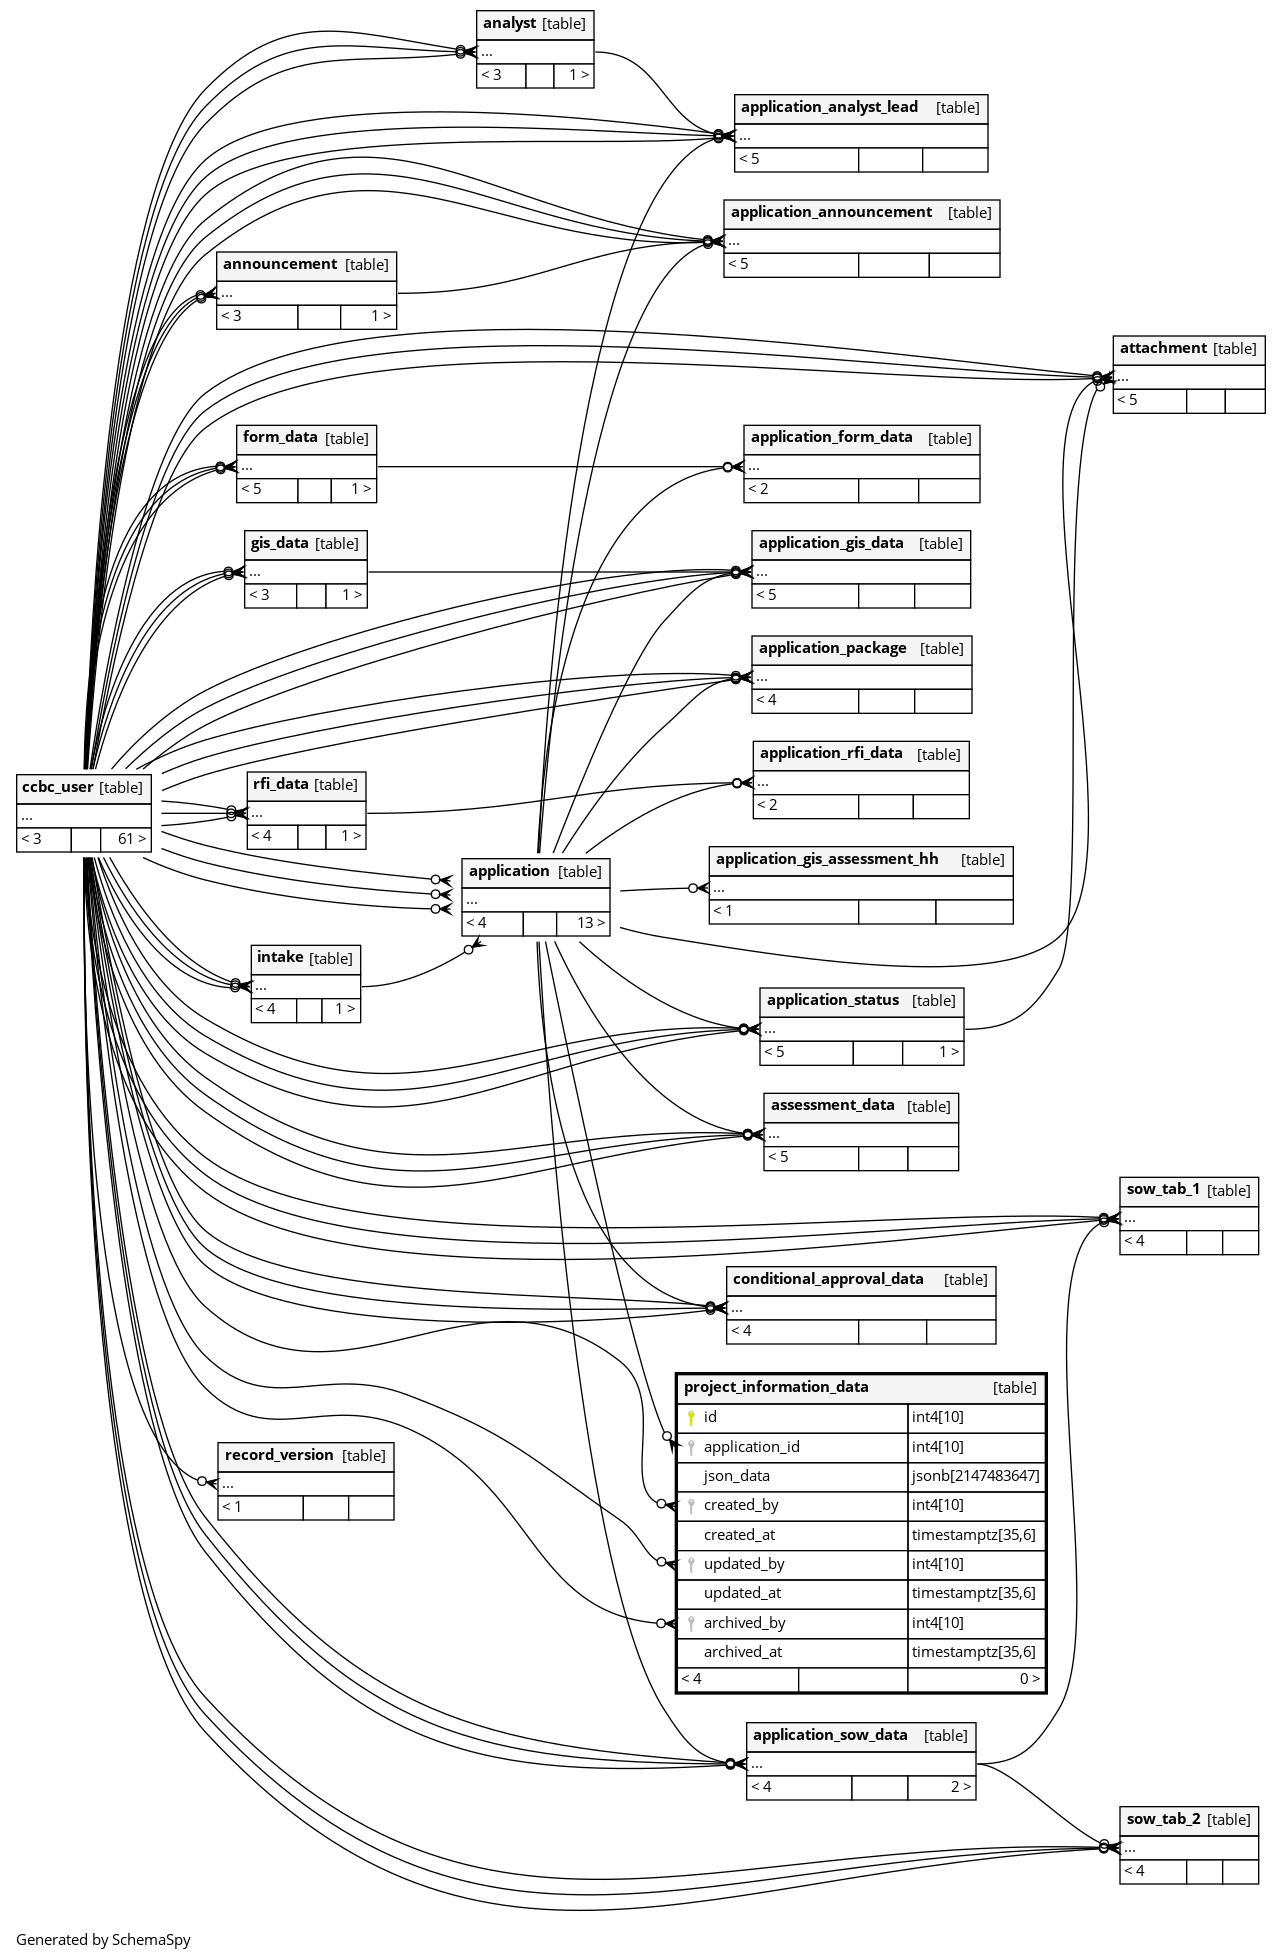 analyst [table]
...
< 3 1 >
application_analyst_lead [table]
...
< 5
application_announcement [table]
...
< 5
announcement [table]
...
< 3 1 >
attachment [table]
...
< 5
form_data [table]
...
< 5 1 >
application_form_data [table]
...
< 2
gis_data [table]
...
< 3 1 >
application_gis_data [table]
...
< 5
application_package [table]
...
< 4
application_rfi_data [table]
...
< 2
ccbc_user [table]
...
< 3 61 >
rfi_data [table]
...
< 4 1 >
application [table]
...
< 4 13 >
application_gis_assessment_hh [table]
...
< 1
intake [table]
...
< 4 1 >
application_status [table]
...
< 5 1 >
assessment_data [table]
...
< 5
sow_tab_1 [table]
...
< 4
conditional_approval_data [table]
...
< 4
project_information_data [table]
id int4[10]
application_id int4[10]
json_data jsonb[2147483647]
created_by int4[10]
created_at timestamptz[35,6]
updated_by int4[10]
updated_at timestamptz[35,6]
archived_by int4[10]
archived_at timestamptz[35,6]
< 4 0 >
record_version [table]
...
< 1
application_sow_data [table]
...
< 4 2 >
sow_tab_2 [table]
...
< 4
Generated by SchemaSpy